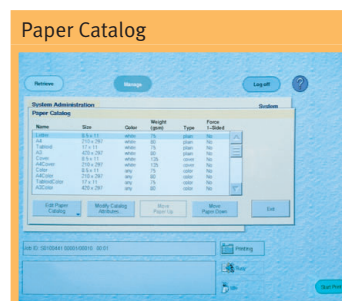 Paper Catalog
Retrieve Manage Log off ?
System Administration System
Paper Catalog
Name Size Color Weight (gsm) Type Force 1-Sided
Letter 8.5 x 11 white 75 plain No
A4 210 x 297 white 80 plain No
Tabloid 17 x 11 white 75 plain No
A3 420 x 297 white 80 plain No
Cover 8.5 x 11 white 135 cover No
A4Cover 210 x 297 white 135 cover No
Color 8.5 x 11 any 75 color No
A4Color 210 x 297 any 80 color No
TabloidColor 17 x 11 any 75 color No
A3Color 420 x 297 any 80 color No
Edit Paper Catalog Modify Catalog Attributes... Move Paper Up Move Paper Down Exit
Printing